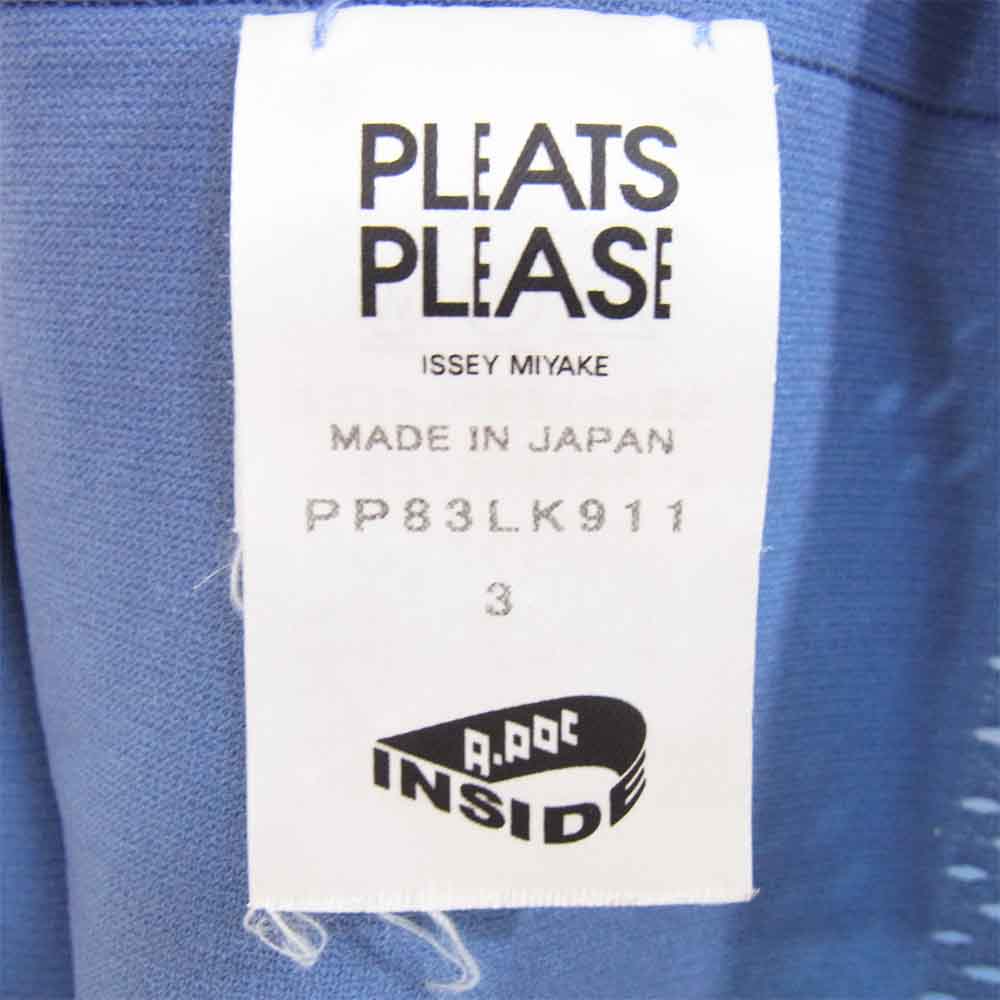 PLEATS
PLEASE
ISSEY MIYAKE
MADE IN JAPAN
PP83LK911
3
A.POC
INSIDE